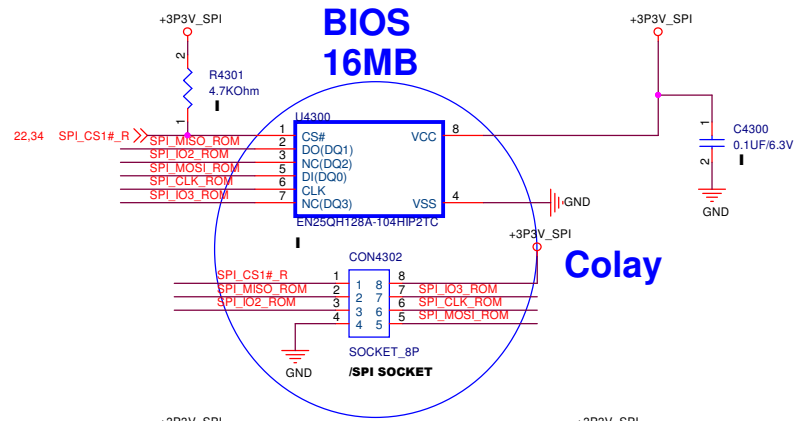 BIOS
16MB
+3P3V_SPI
+3P3V_SPI
2
R4301
4.7KOhm
I
1
U4300
22,34 SPI_CS1#_R
1 CS#
VCC 8
SPI_MISO_ROM 2 DO(DQ1)
SPI_IO2_ROM 3 NC(DQ2)
SPI_MOSI_ROM 5 DI(DQ0)
SPI_CLK_ROM 6 CLK
SPI_IO3_ROM 7 NC(DQ3)
VSS 4
GND
EN25QH128A-104HIP2TC
I
1
C4300
0.1UF/6.3V
2
I
GND
+3P3V_SPI
Colay
CON4302
SPI_CS1#_R 1 1 8 8
SPI_MISO_ROM 2 2 7 7 SPI_IO3_ROM
SPI_IO2_ROM 3 3 6 6 SPI_CLK_ROM
4 4 5 5 SPI_MOSI_ROM
GND
SOCKET_8P
/SPI SOCKET
+3P3V_SPI
+3P3V_SPI